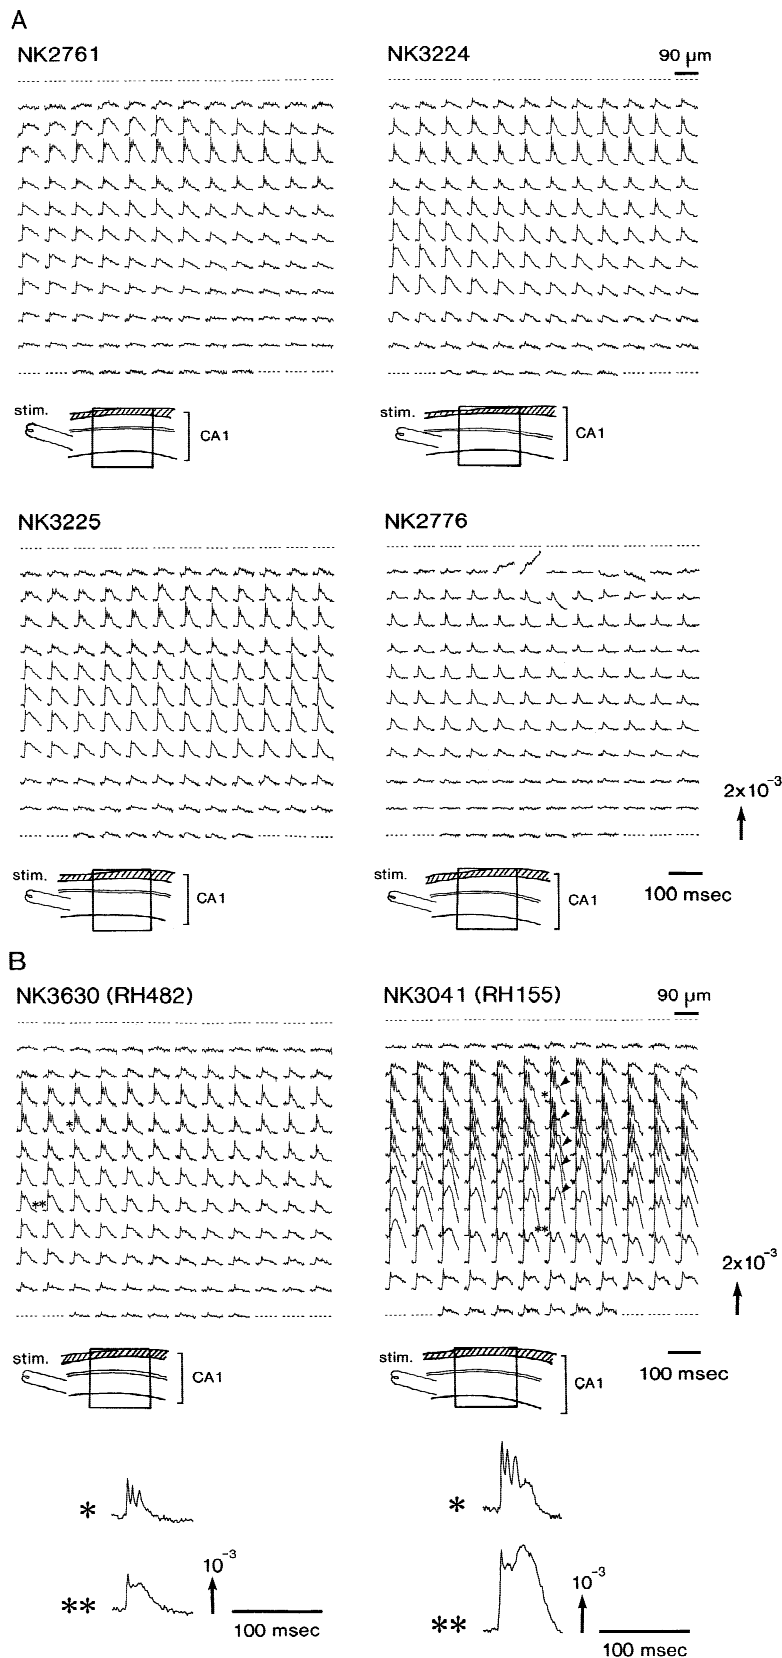 A
NK2761
NK3224
90 µm
stim.
CA1
stim.
CA1
NK3225
NK2776
2x10⁻³
stim.
CA1
stim.
CA1
100 msec
B
NK3630 (RH482)
NK3041 (RH155)
90 µm
*
**
*
**
2x10⁻³
stim.
CA1
stim.
CA1
100 msec
*
*
**
10⁻³
100 msec
**
10⁻³
100 msec